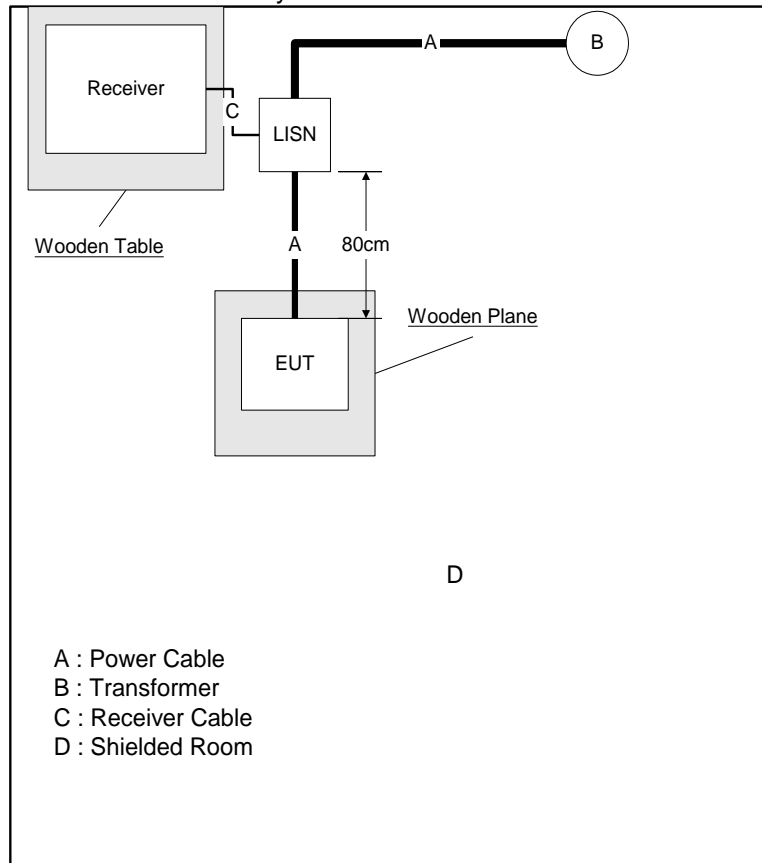 A
B
Receiver
C
LISN
Wooden Table
A
80cm
Wooden Plane
EUT
D
A : Power Cable
B : Transformer
C : Receiver Cable
D : Shielded Room